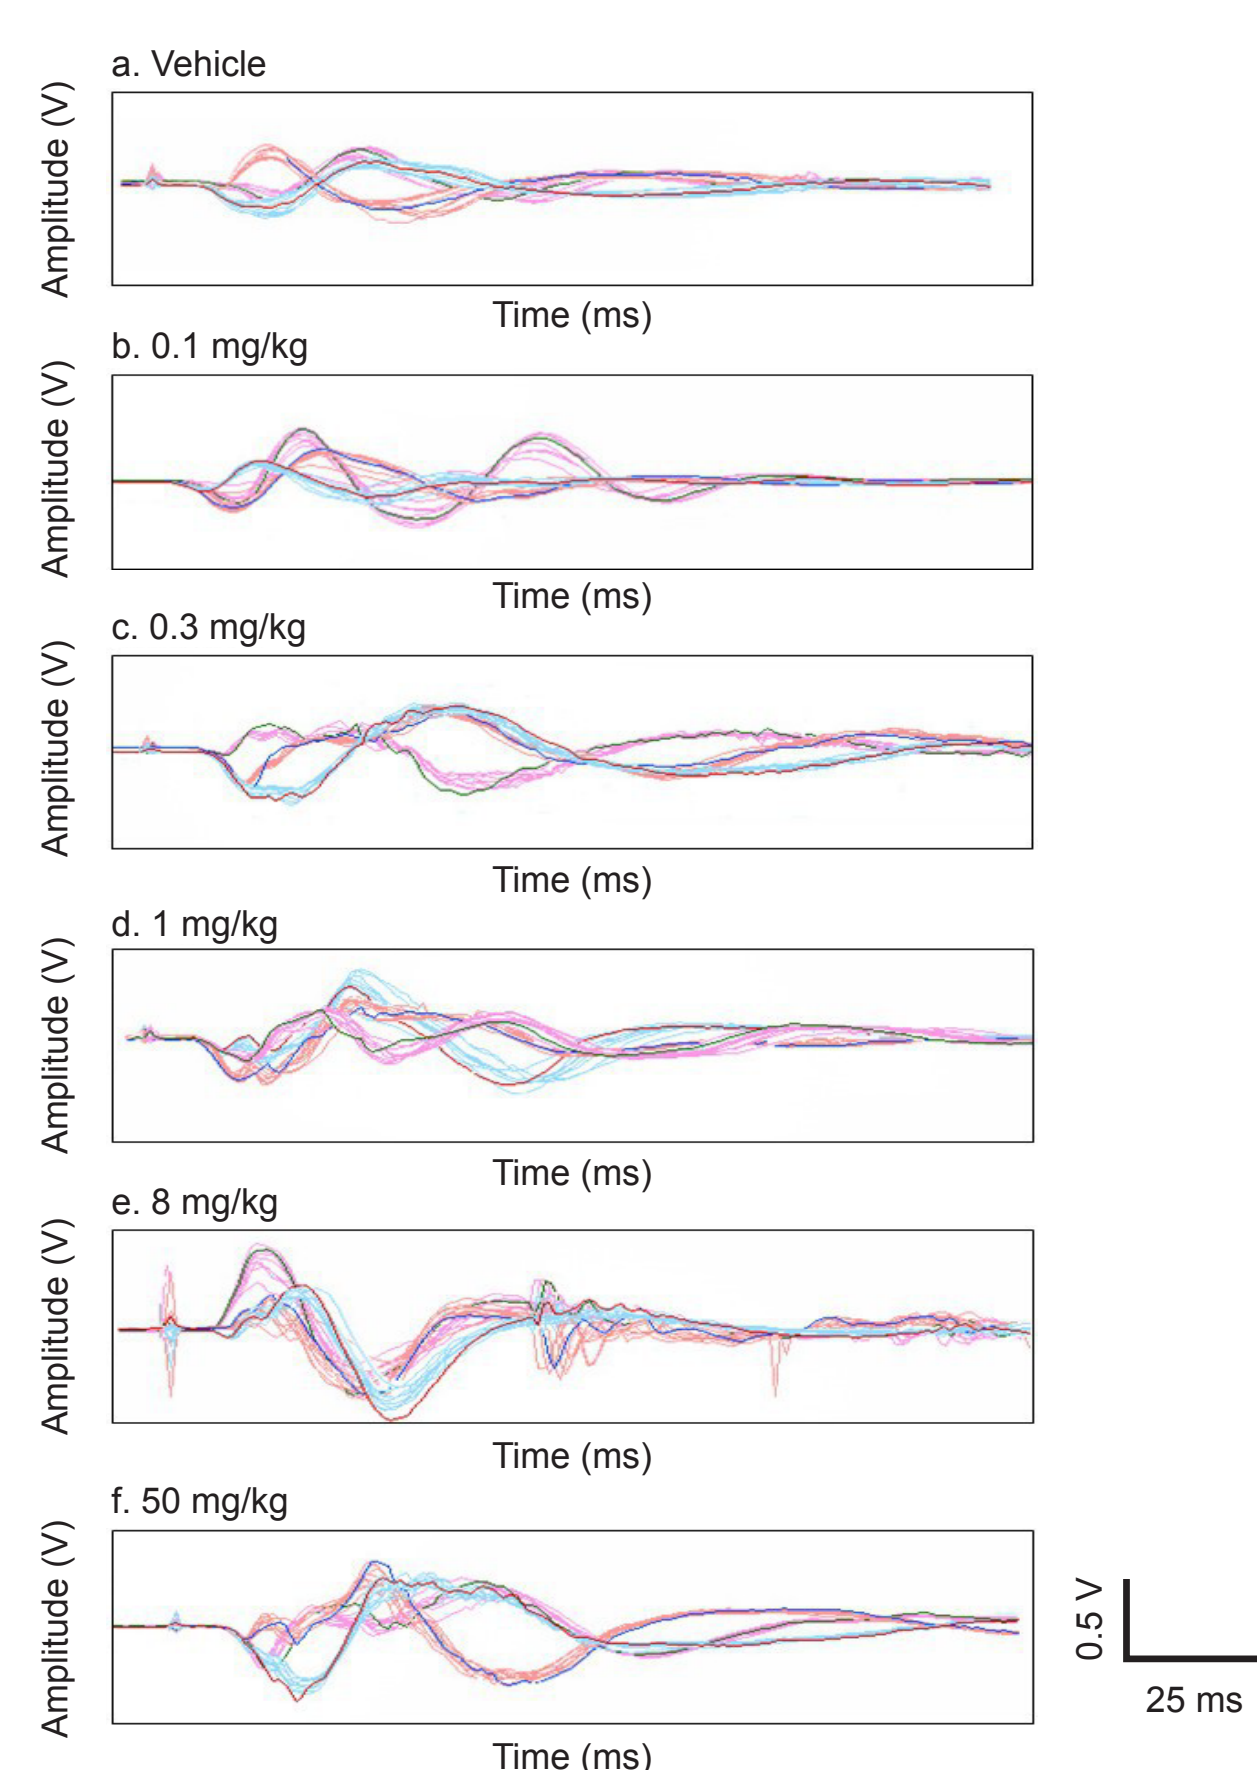 a. Vehicle
Amplitude (V)
Time (ms)
b. 0.1 mg/kg
Amplitude (V)
Time (ms)
c. 0.3 mg/kg
Amplitude (V)
Time (ms)
d. 1 mg/kg
Amplitude (V)
Time (ms)
e. 8 mg/kg
Amplitude (V)
Time (ms)
f. 50 mg/kg
Amplitude (V)
0.5 V
25 ms
Time (ms)